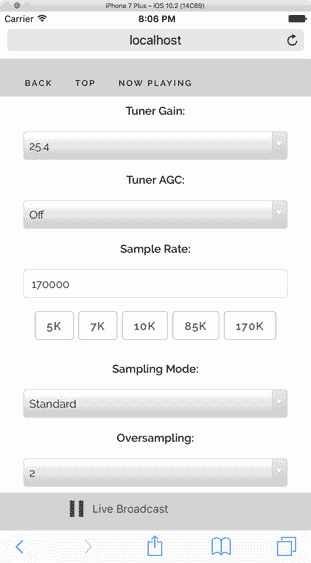 iPhone 7 Plus – iOS 10.2 (14C89)
Carrier 8:06 PM
localhost
BACK TOP NOW PLAYING
Tuner Gain:
25.4
Tuner AGC:
Off
Sample Rate:
170000
5K 7K 10K 85K 170K
Sampling Mode:
Standard
Oversampling:
2
Live Broadcast